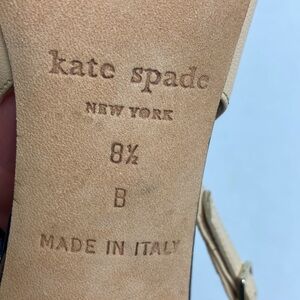 kate spade
NEW YORK
8½
B
MADE IN ITALY